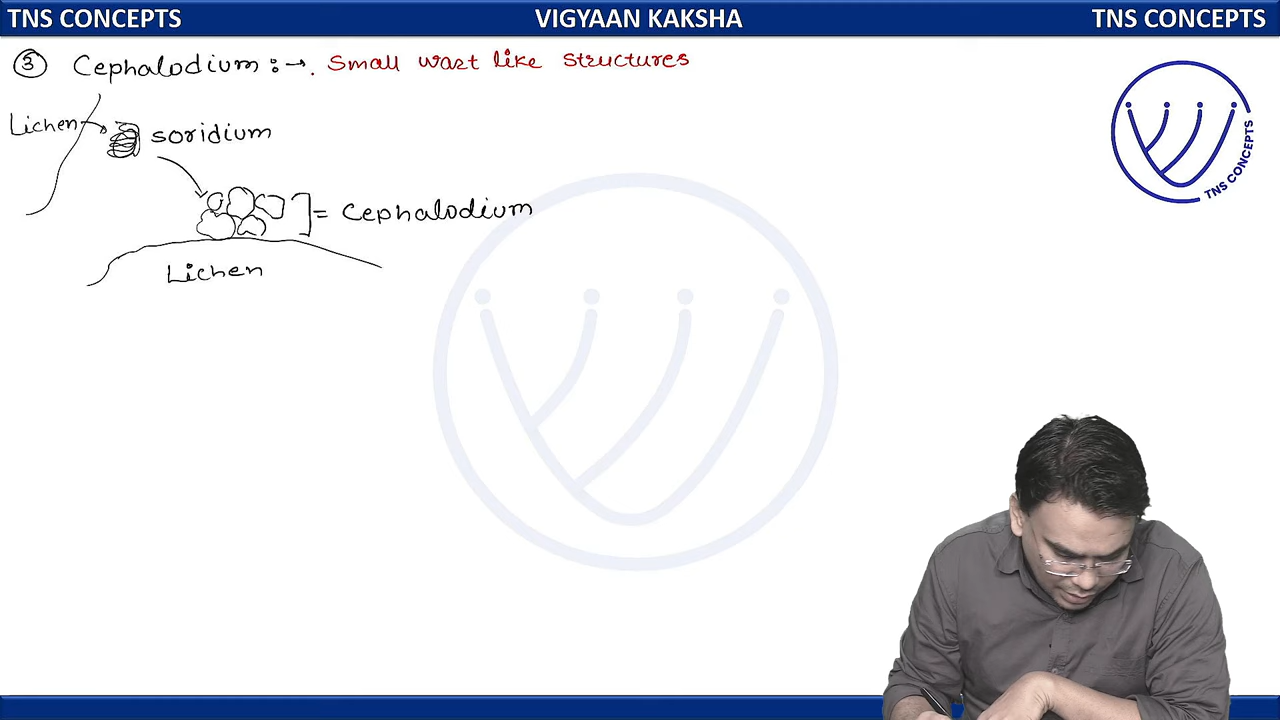 TNS CONCEPTS VIGYAAN KAKSHA TNS CONCEPTS
③ Cephalodium :→. Small wart like structures
Lichen → soridium
= Cephalodium
Lichen
TNS CONCEPTS